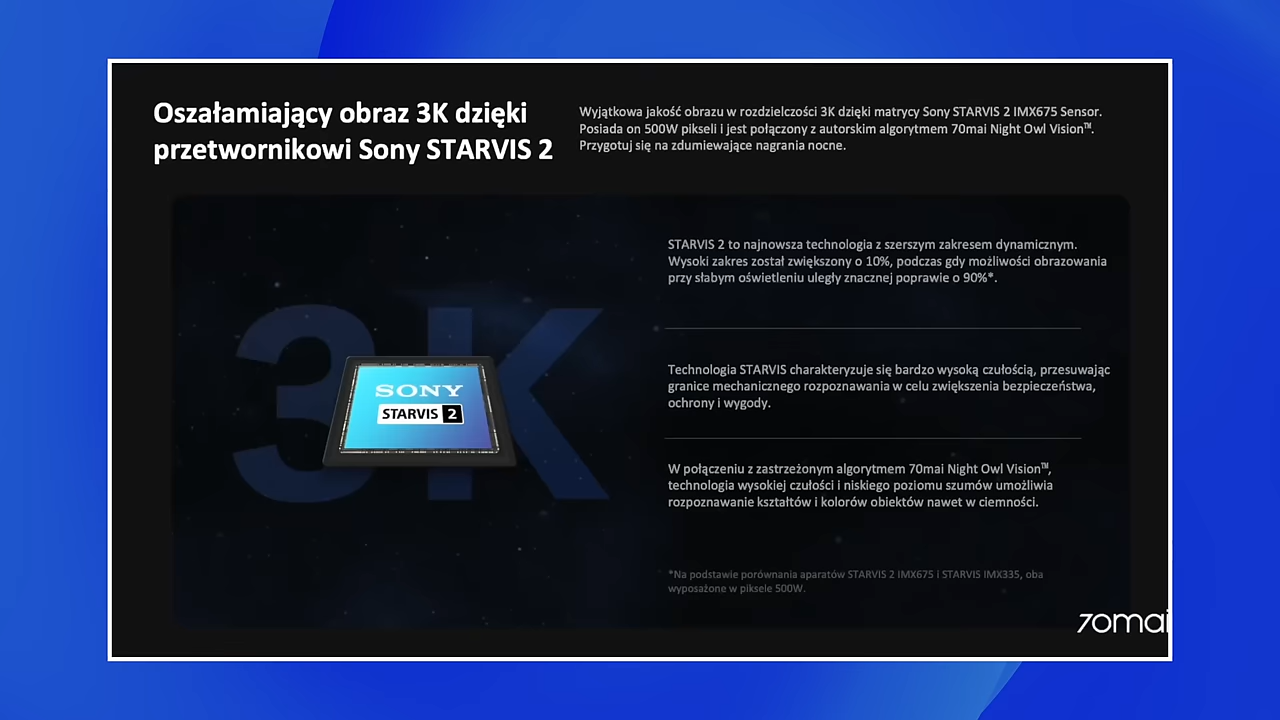 Oszałamiający obraz 3K dzięki
przetwornikowi Sony STARVIS 2
Wyjątkowa jakość obrazu w rozdzielczości 3K dzięki matrycy Sony STARVIS 2 IMX675 Sensor.
Posiada on 500W pikseli i jest połączony z autorskim algorytmem 70mai Night Owl Vision™.
Przygotuj się na zdumiewające nagrania nocne.
3K
SONY
STARVIS 2
STARVIS 2 to najnowsza technologia z szerszym zakresem dynamicznym.
Wysoki zakres został zwiększony o 10%, podczas gdy możliwości obrazowania
przy słabym oświetleniu uległy znacznej poprawie o 90%*.
Technologia STARVIS charakteryzuje się bardzo wysoką czułością, przesuwając
granice mechanicznego rozpoznawania w celu zwiększenia bezpieczeństwa,
ochrony i wygody.
W połączeniu z zastrzeżonym algorytmem 70mai Night Owl Vision™,
technologia wysokiej czułości i niskiego poziomu szumów umożliwia
rozpoznawanie kształtów i kolorów obiektów nawet w ciemności.
*Na podstawie porównania aparatów STARVIS 2 IMX675 i STARVIS IMX335, oba
wyposażone w piksele 500W.
70mai